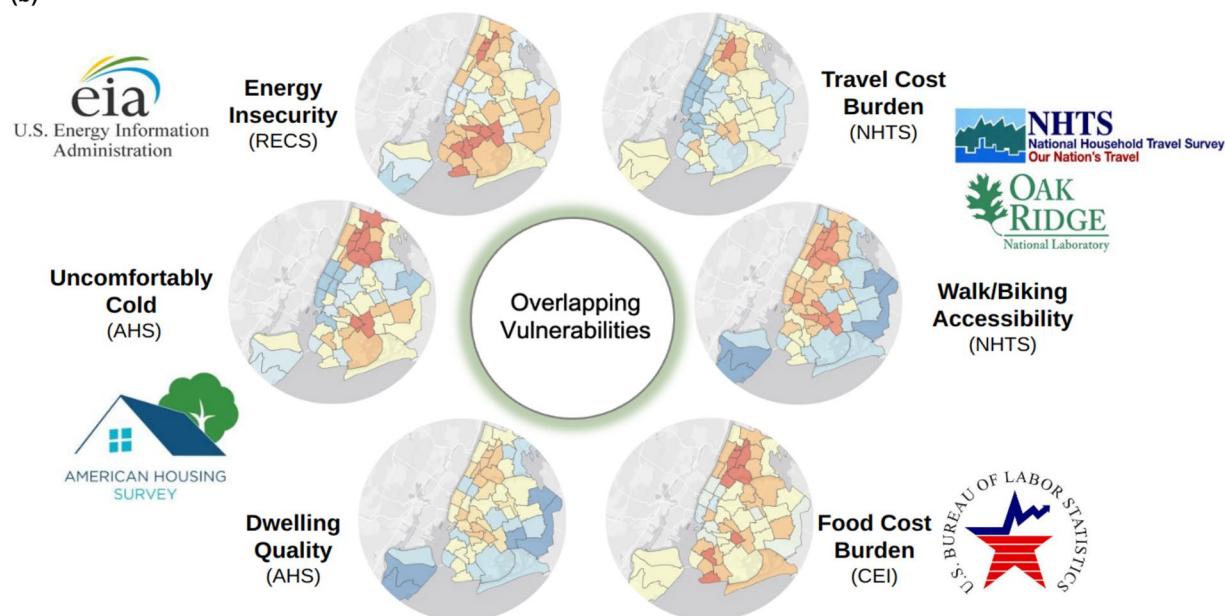 (b)
eia
U.S. Energy Information
Administration
Energy
Insecurity
(RECS)
Travel Cost
Burden
(NHTS)
NHTS
National Household Travel Survey
Our Nation's Travel
OAK
RIDGE
National Laboratory
Uncomfortably
Cold
(AHS)
Overlapping
Vulnerabilities
Walk/Biking
Accessibility
(NHTS)
AMERICAN HOUSING
SURVEY
Dwelling
Quality
(AHS)
Food Cost
Burden
(CEI)
U.S. BUREAU OF LABOR STATISTICS